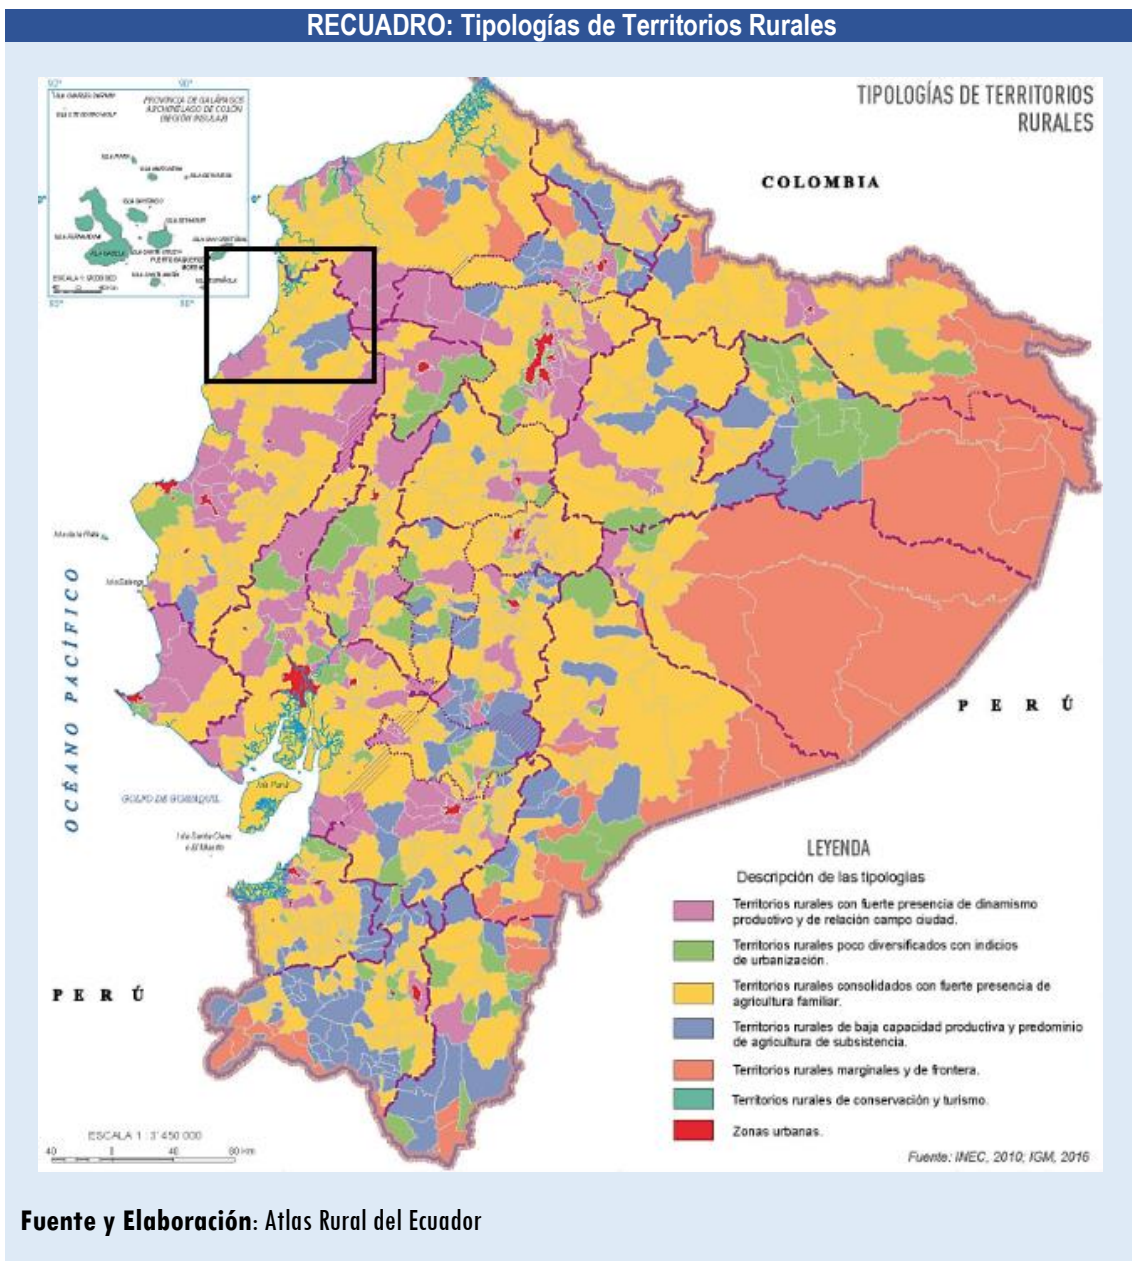 RECUADRO: Tipologías de Territorios Rurales
TIPOLOGÍAS DE TERRITORIOS
RURALES
PROVINCIA DE GALÁPAGOS
ARCHIPIÉLAGO DE COLÓN
(REGIÓN INSULAR)
COLOMBIA
OCÉANO PACÍFICO
PERÚ
GOLFO DE GUAYAQUIL
Isla Puná
Isla Santa Clara
o El Muerto
PERÚ
LEYENDA
Descripción de las tipologías
Territorios rurales con fuerte presencia de dinamismo
productivo y de relación campo ciudad.
Territorios rurales poco diversificados con indicios
de urbanización.
Territorios rurales consolidados con fuerte presencia de
agricultura familiar.
Territorios rurales de baja capacidad productiva y predominio
de agricultura de subsistencia.
Territorios rurales marginales y de frontera.
Territorios rurales de conservación y turismo.
Zonas urbanas.
ESCALA 1 : 3' 450 000
40 0 40 80 km
Fuente: INEC, 2010; IGM, 2016
Fuente y Elaboración: Atlas Rural del Ecuador